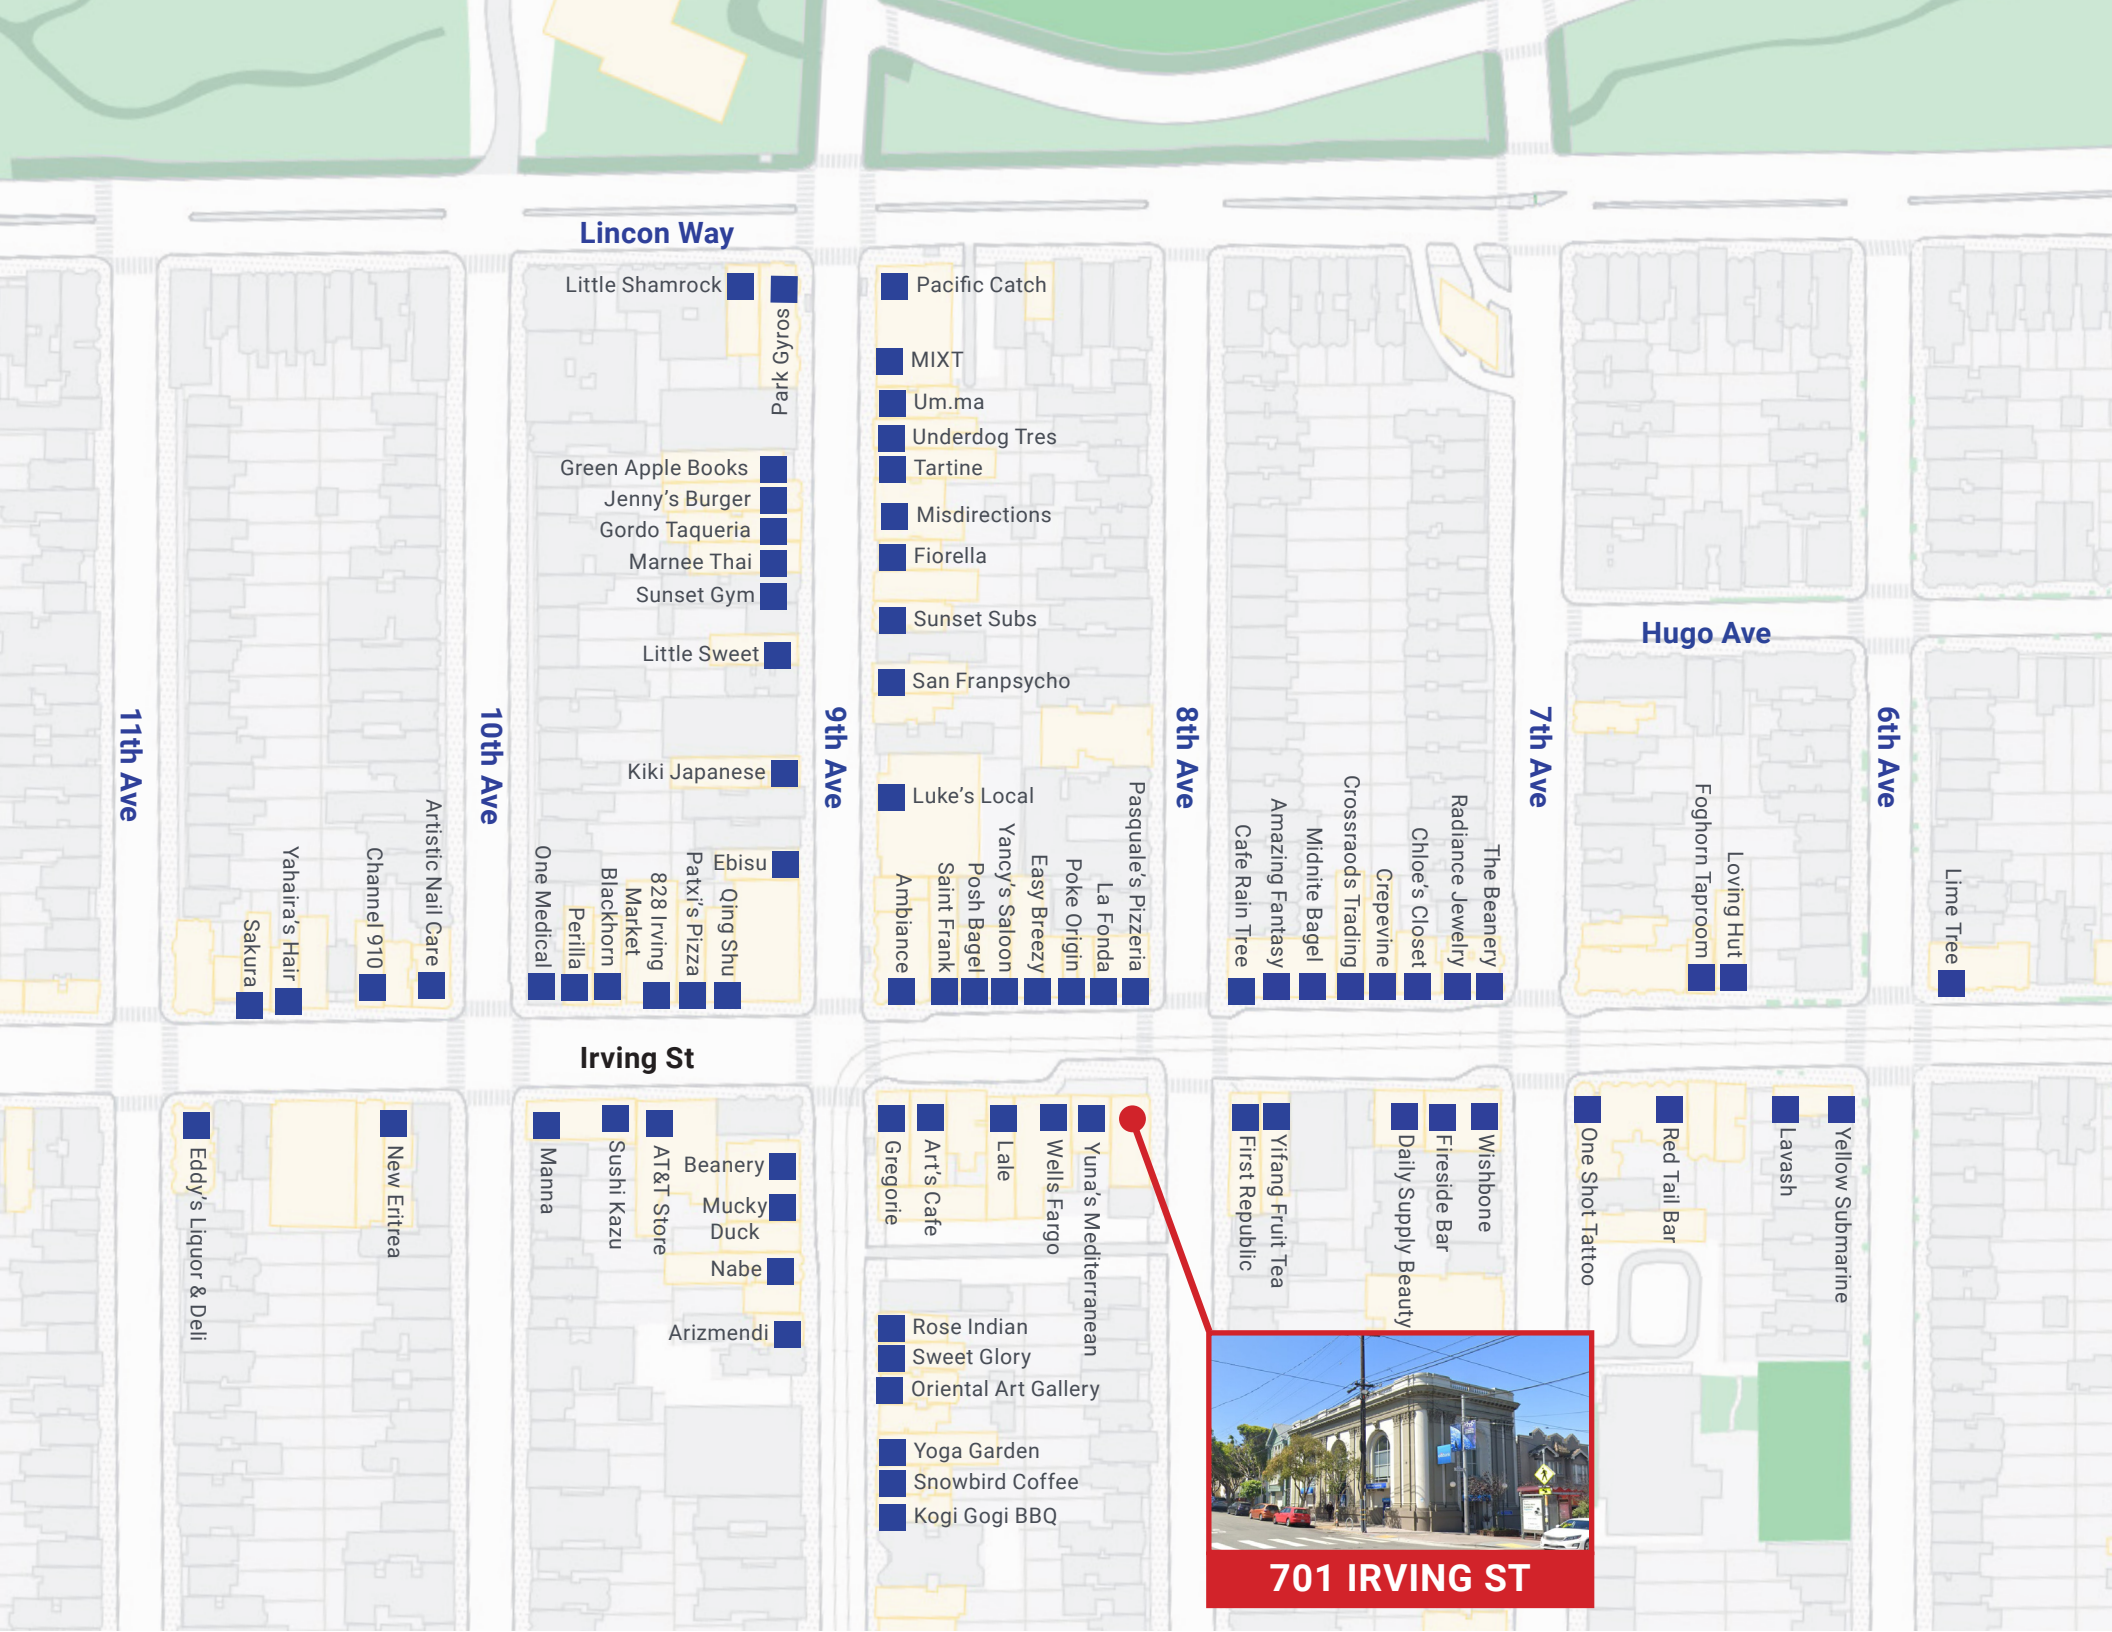 Lincon Way
Little Shamrock
Park Gyros
Pacific Catch
MIXT
Um.ma
Underdog Tres
Green Apple Books
Tartine
Jenny's Burger
Misdirections
Gordo Taqueria
Marnee Thai
Fiorella
Sunset Gym
Sunset Subs
Hugo Ave
Little Sweet
San Franpsycho
11th Ave
10th Ave
9th Ave
8th Ave
7th Ave
6th Ave
Kiki Japanese
Luke's Local
Ebisu
Sakura
Yahaira's Hair
Channel 910
Artistic Nail Care
One Medical
Perilla
Blackhorn
Market
828 Irving
Patxi's Pizza
Qing Shu
Ambiance
Saint Frank
Posh Bagel
Yancy's Saloon
Easy Breezy
Poke Origin
La Fonda
Pasquale's Pizzeria
Cafe Rain Tree
Amazing Fantasy
Midnite Bagel
Crossraods Trading
Crepevine
Chloe's Closet
Radiance Jewelry
The Beanery
Foghorn Taproom
Loving Hut
Lime Tree
Irving St
Eddy's Liquor & Deli
New Eritrea
Manna
Sushi Kazu
AT&T Store
Beanery
Mucky
Duck
Nabe
Arizmendi
Gregorie
Art's Cafe
Lale
Wells Fargo
Yuna's Mediterranean
First Republic
Yifang Fruit Tea
Daily Supply Beauty
Fireside Bar
Wishbone
One Shot Tattoo
Red Tail Bar
Lavash
Yellow Submarine
Rose Indian
Sweet Glory
Oriental Art Gallery
Yoga Garden
Snowbird Coffee
Kogi Gogi BBQ
701 IRVING ST